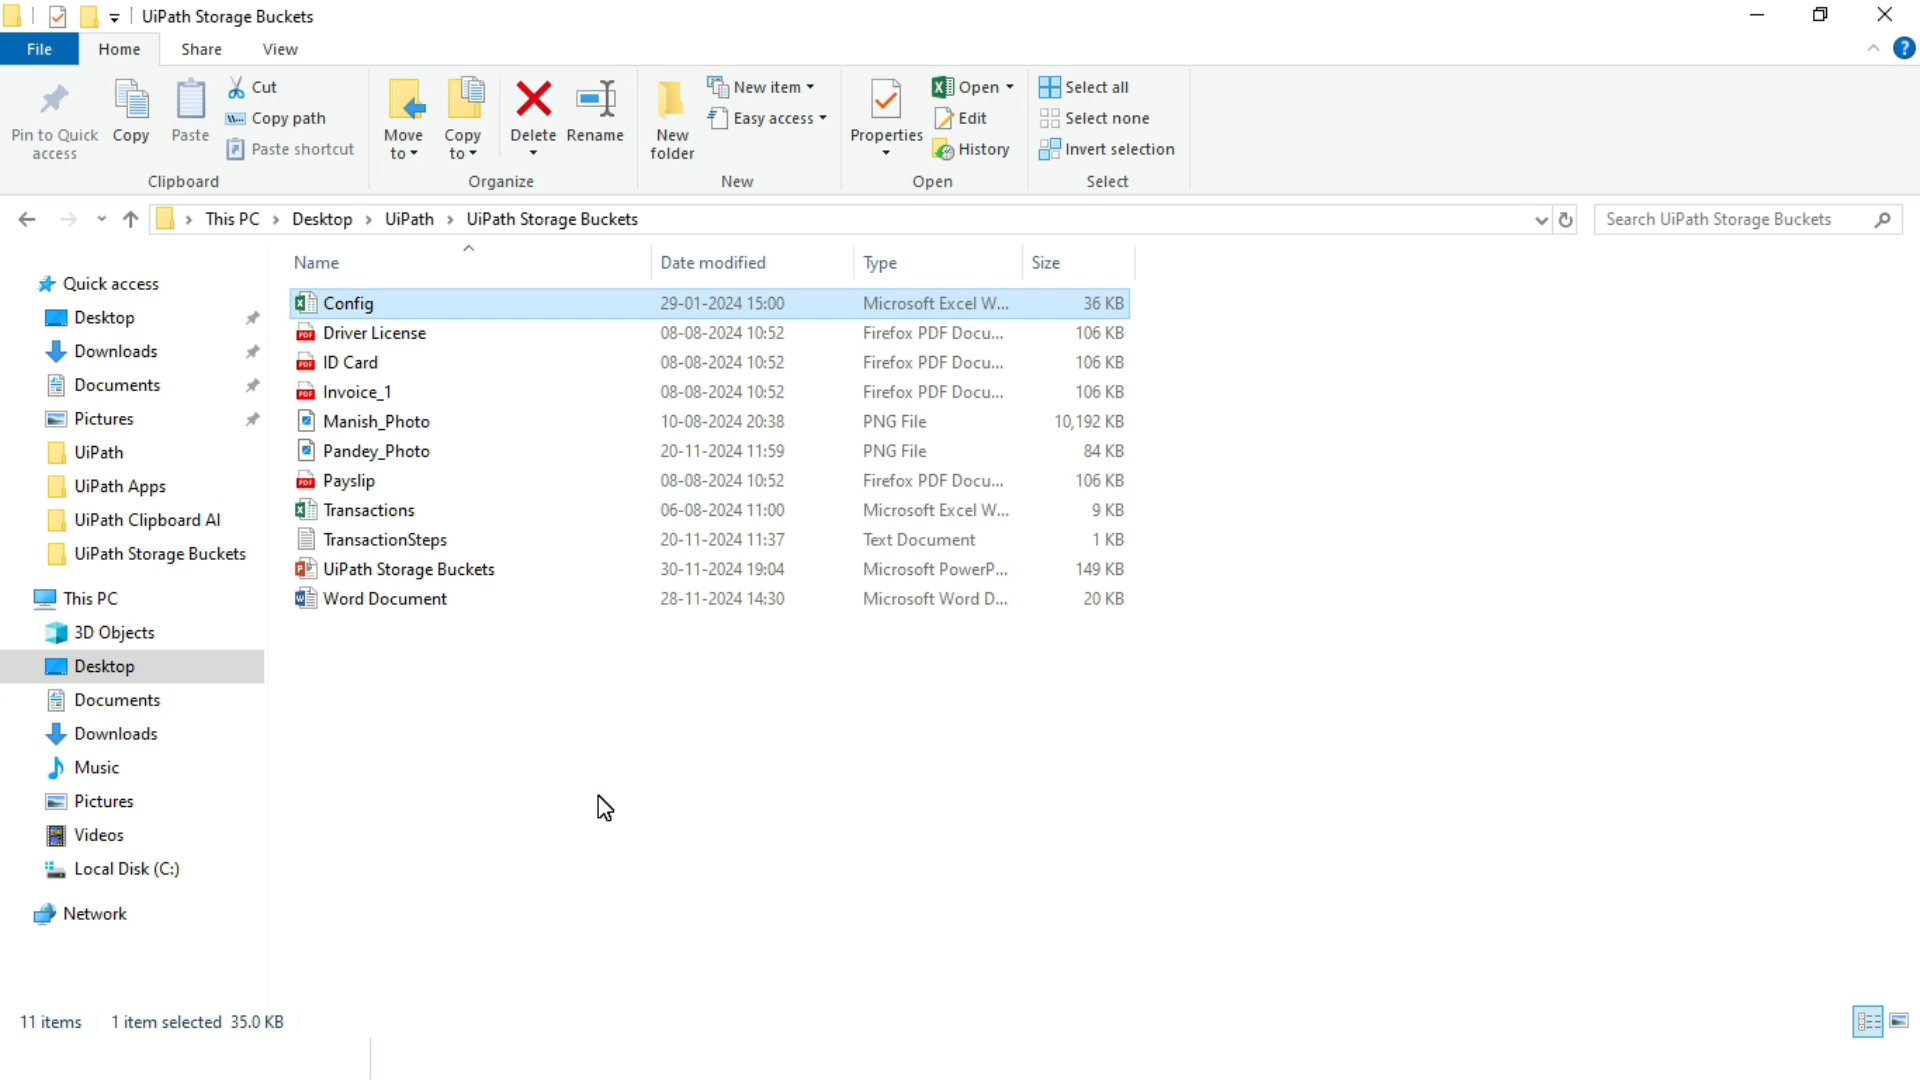 UiPath Storage Buckets
File Home Share View
Pin to Quick access
Copy
Paste
Cut
Copy path
Paste shortcut
Clipboard
Move to
Copy to
Delete
Rename
Organize
New folder
New item
Easy access
New
Properties
Open
Edit
History
Open
Select all
Select none
Invert selection
Select
This PC > Desktop > UiPath > UiPath Storage Buckets
Search UiPath Storage Buckets
Quick access
Desktop
Downloads
Documents
Pictures
UiPath
UiPath Apps
UiPath Clipboard AI
UiPath Storage Buckets
This PC
3D Objects
Desktop
Documents
Downloads
Music
Pictures
Videos
Local Disk (C:)
Network
Name Date modified Type Size
Config 29-01-2024 15:00 Microsoft Excel W... 36 KB
Driver License 08-08-2024 10:52 Firefox PDF Docu... 106 KB
ID Card 08-08-2024 10:52 Firefox PDF Docu... 106 KB
Invoice_1 08-08-2024 10:52 Firefox PDF Docu... 106 KB
Manish_Photo 10-08-2024 20:38 PNG File 10,192 KB
Pandey_Photo 20-11-2024 11:59 PNG File 84 KB
Payslip 08-08-2024 10:52 Firefox PDF Docu... 106 KB
Transactions 06-08-2024 11:00 Microsoft Excel W... 9 KB
TransactionSteps 20-11-2024 11:37 Text Document 1 KB
UiPath Storage Buckets 30-11-2024 19:04 Microsoft PowerP... 149 KB
Word Document 28-11-2024 14:30 Microsoft Word D... 20 KB
11 items 1 item selected 35.0 KB